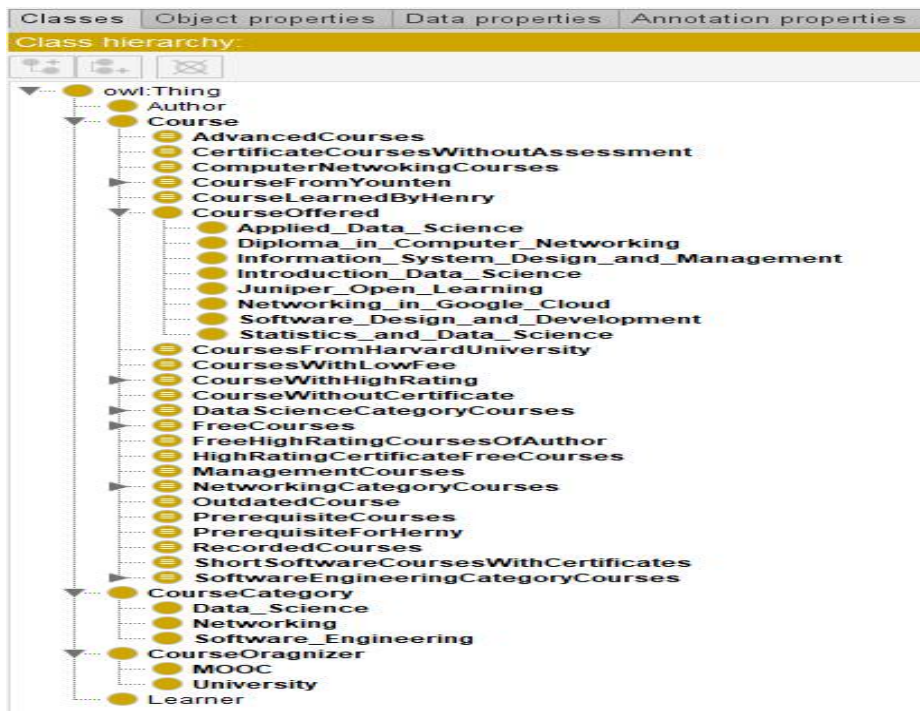 Classes Object properties Data properties Annotation properties
Class hierarchy:
owl:Thing
Author
Course
AdvancedCourses
CertificateCoursesWithoutAssessment
ComputerNetwokingCourses
CourseFromYounten
CourseLearnedByHenry
CourseOffered
Applied_Data_Science
Diploma_in_Computer_Networking
Information_System_Design_and_Management
Introduction_Data_Science
Juniper_Open_Learning
Networking_in_Google_Cloud
Software_Design_and_Development
Statistics_and_Data_Science
CoursesFromHarvardUniversity
CoursesWithLowFee
CourseWithHighRating
CourseWithoutCertificate
DataScienceCategoryCourses
FreeCourses
FreeHighRatingCoursesOfAuthor
HighRatingCertificateFreeCourses
ManagementCourses
NetworkingCategoryCourses
OutdatedCourse
PrerequisiteCourses
PrerequisiteForHerny
RecordedCourses
ShortSoftwareCoursesWithCertificates
SoftwareEngineeringCategoryCourses
CourseCategory
Data_Science
Networking
Software_Engineering
CourseOragnizer
MOOC
University
Learner